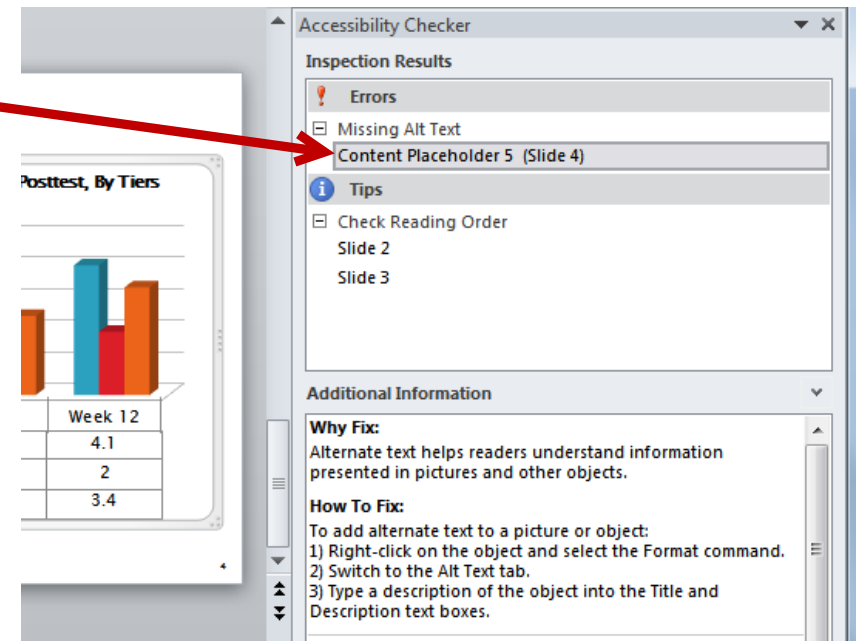 Accessibility Checker
Inspection Results
Errors
Missing Alt Text
Content Placeholder 5 (Slide 4)
Tips
Check Reading Order
Slide 2
Slide 3
Additional Information
Why Fix:
Alternate text helps readers understand information
presented in pictures and other objects.
How To Fix:
To add alternate text to a picture or object:
1) Right-click on the object and select the Format command.
2) Switch to the Alt Text tab.
3) Type a description of the object into the Title and
Description text boxes.
Posttest, By Tiers
Week 12
4.1
2
3.4
4